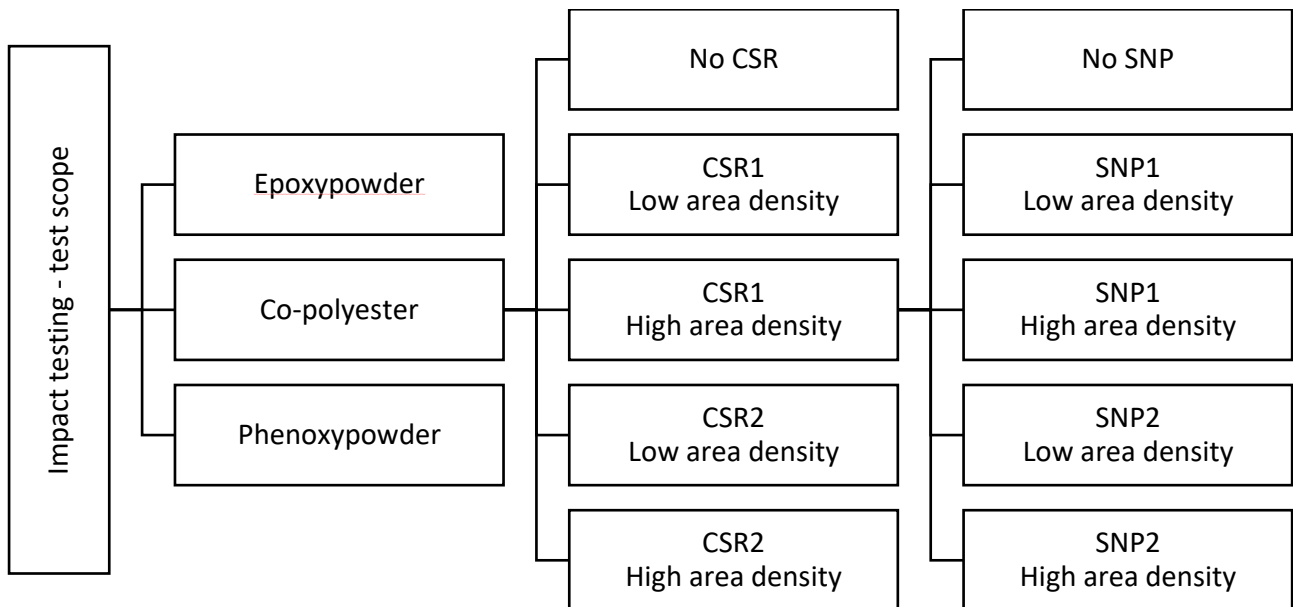 Impact testing - test scope
Epoxypowder
Co-polyester
Phenoxypowder
No CSR
CSR1
Low area density
CSR1
High area density
CSR2
Low area density
CSR2
High area density
No SNP
SNP1
Low area density
SNP1
High area density
SNP2
Low area density
SNP2
High area density